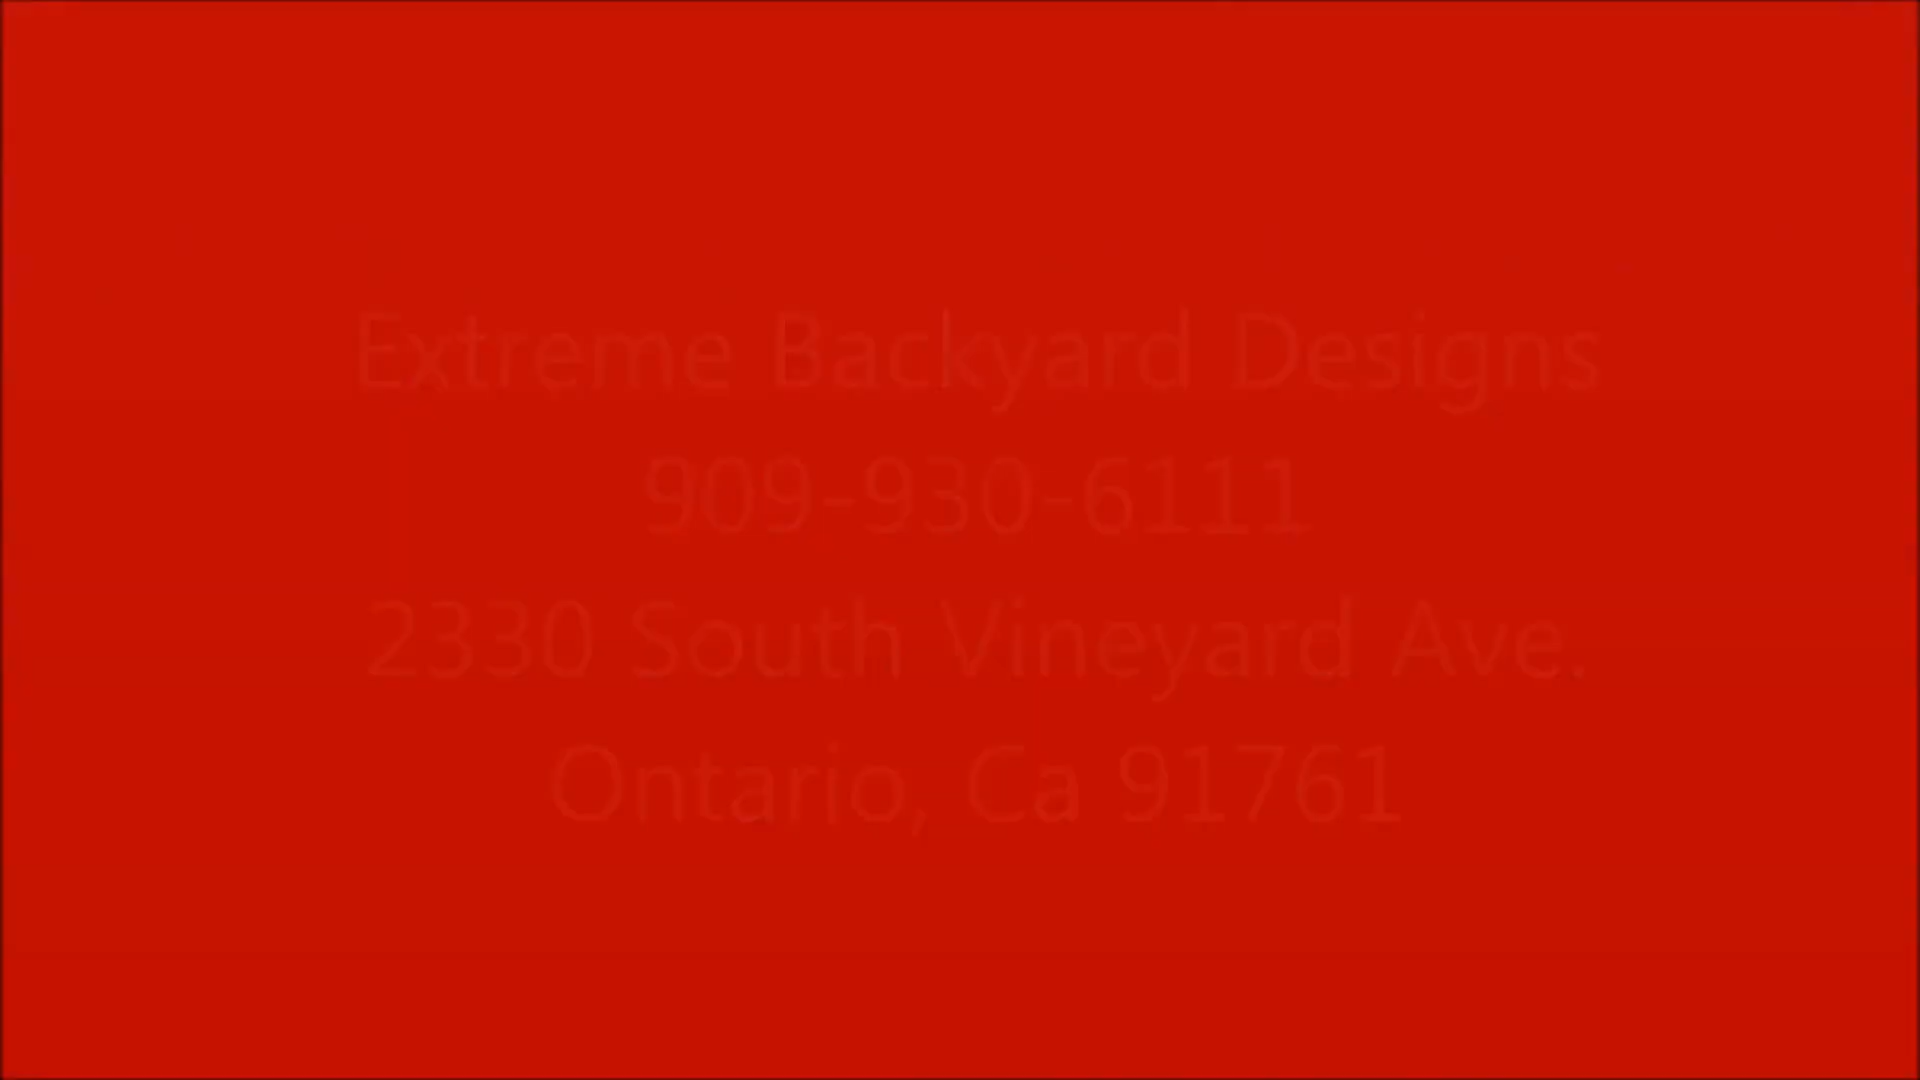 Extreme Backyard Designs
909-930-6111
2330 South Vineyard Ave.
Ontario, Ca 91761